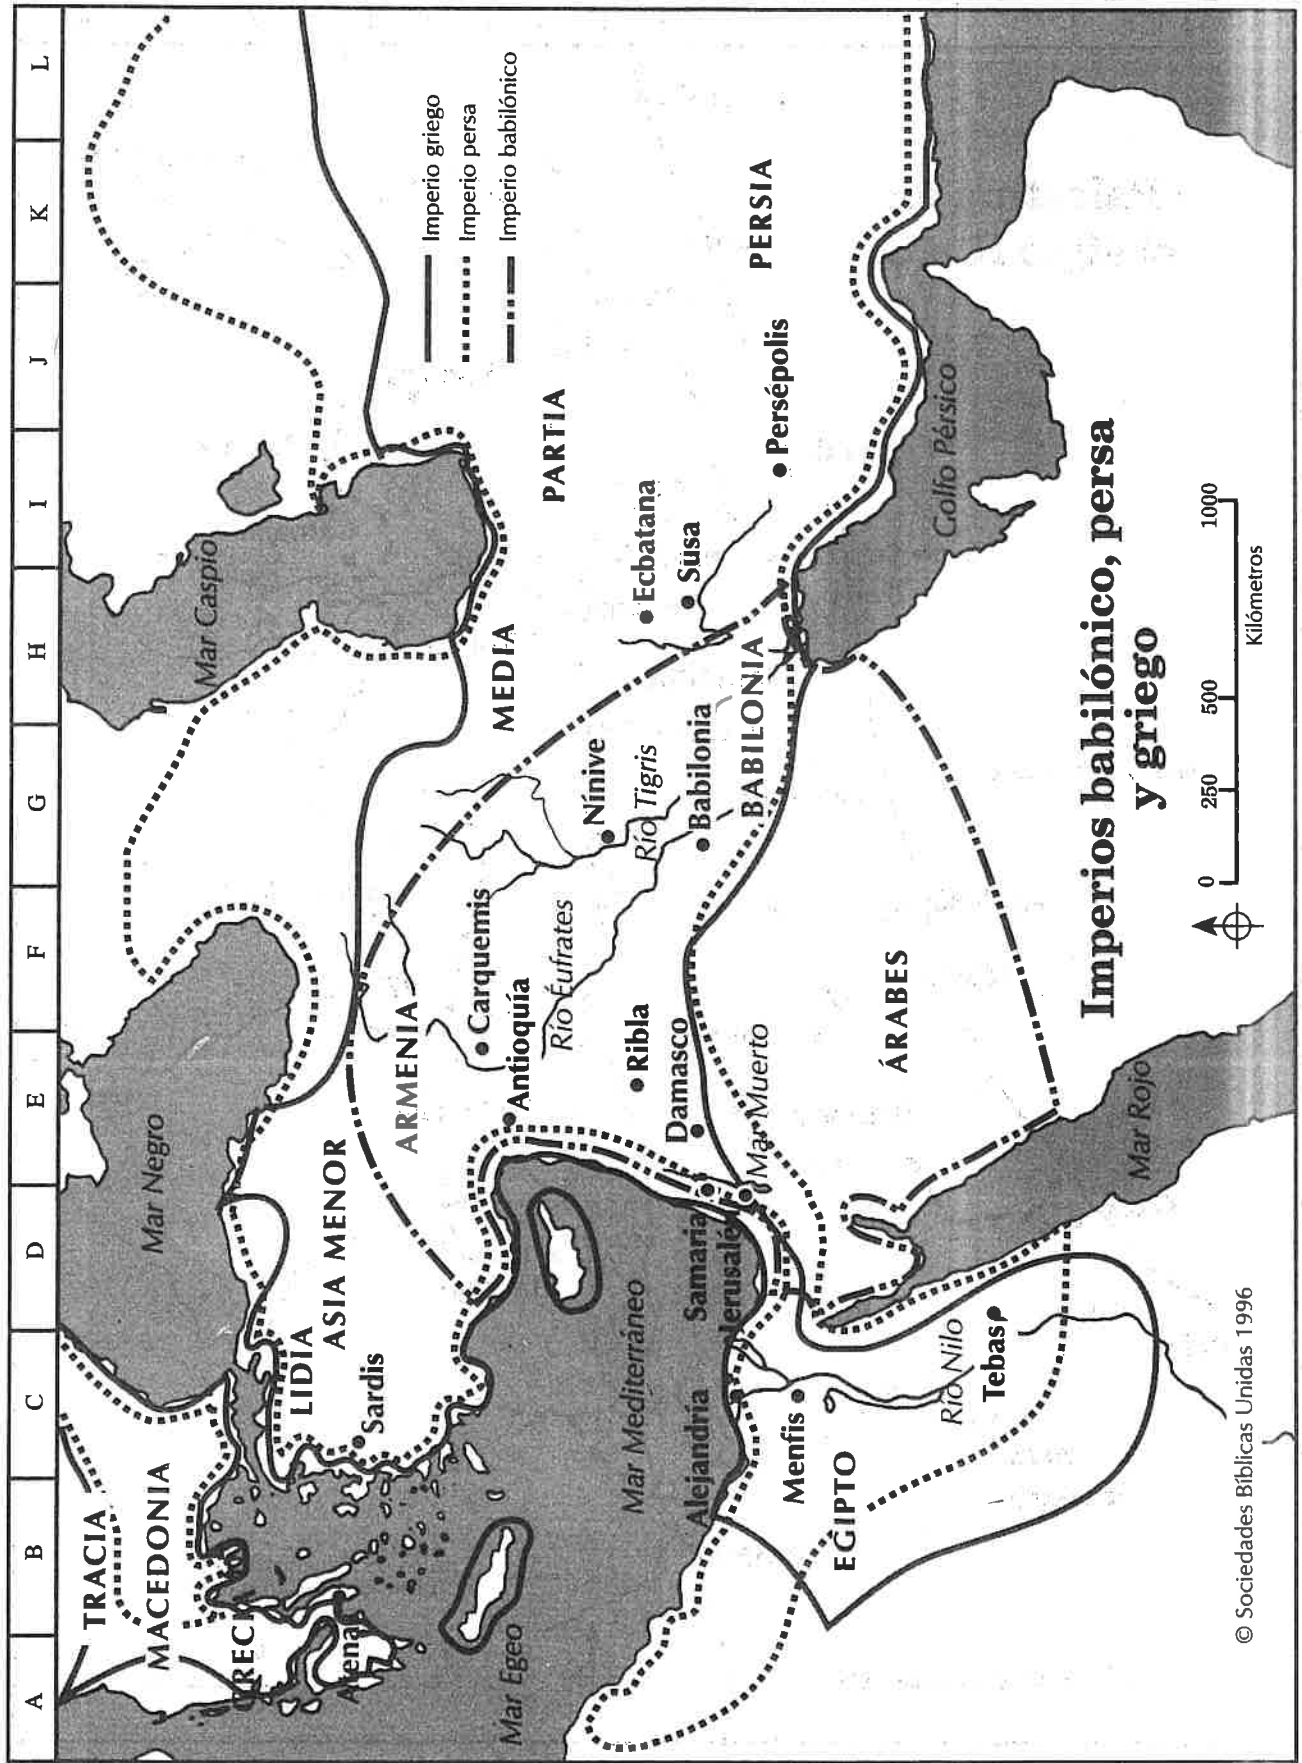 A B C D E F G H I J K L
TRACIA
MACEDONIA
GRECIA
Atenas
Mar Egeo
Mar Negro
LIDIA
ASIA MENOR
Sardis
ARMENIA
Mar Caspio
MEDIA
PARTIA
Imperio griego
Imperio persa
Imperio babilónico
Carquemis
Antioquía
Río Éufrates
Ribla
Damasco
Nínive
Río Tigris
Babilonia
BABILONIA
Ecbatana
Susa
Persépolis
PERSIA
Golfo Pérsico
Mar Mediterráneo
Samaria
Jerusalén
Mar Muerto
Alejandría
Menfis
EGIPTO
Río Nilo
Tebas
ÁRABES
Mar Rojo
Imperios babilónico, persa
y griego
0 250 500 1000
Kilómetros
© Sociedades Bíblicas Unidas 1996